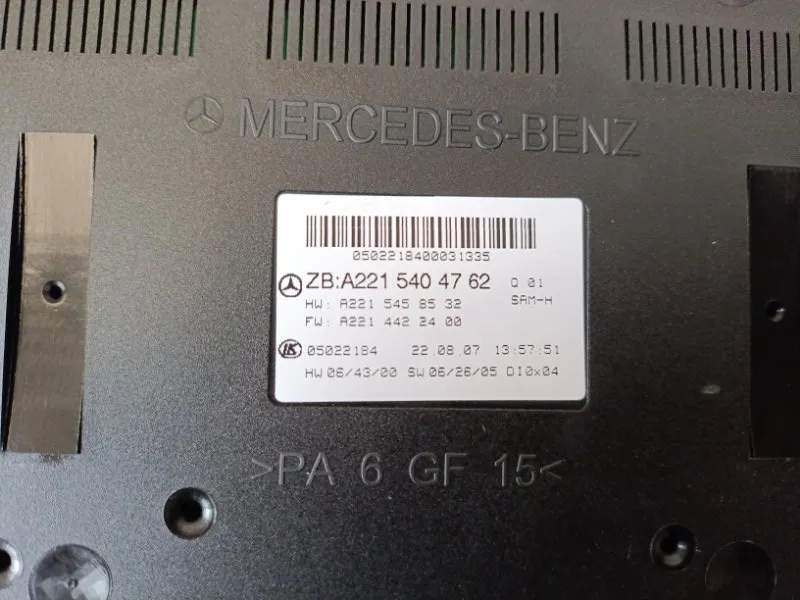 MERCEDES-BENZ
0502218400031335
ZB:A221 540 4762 Q 01
HW: A221 545 85 32 SAM-H
FW: A221 442 24 00
LK 05022184 22.08.07 13:57:51
HW 06/43/00 SW 06/26/05 DI0x04
>PA 6 GF 15<